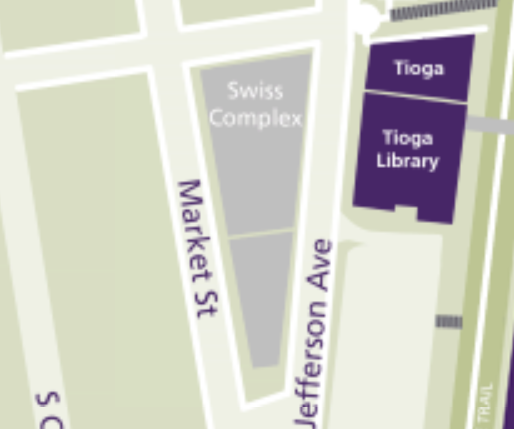 Tioga
Swiss
Complex
Tioga
Library
Market St
Jefferson Ave
S C
TRAIL